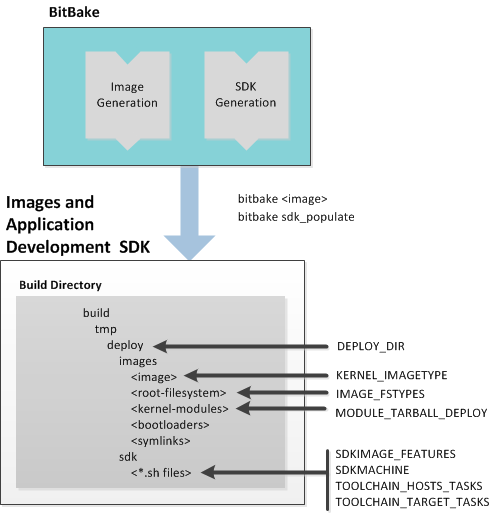 BitBake
Image
Generation
SDK
Generation
bitbake <image>
bitbake sdk_populate
Images and
Application
Development SDK
Build Directory
build
tmp
deploy
images
<image>
<root-filesystem>
<kernel-modules>
<bootloaders>
<symlinks>
sdk
<*.sh files>
DEPLOY_DIR
KERNEL_IMAGETYPE
IMAGE_FSTYPES
MODULE_TARBALL_DEPLOY
SDKIMAGE_FEATURES
SDKMACHINE
TOOLCHAIN_HOSTS_TASKS
TOOLCHAIN_TARGET_TASKS